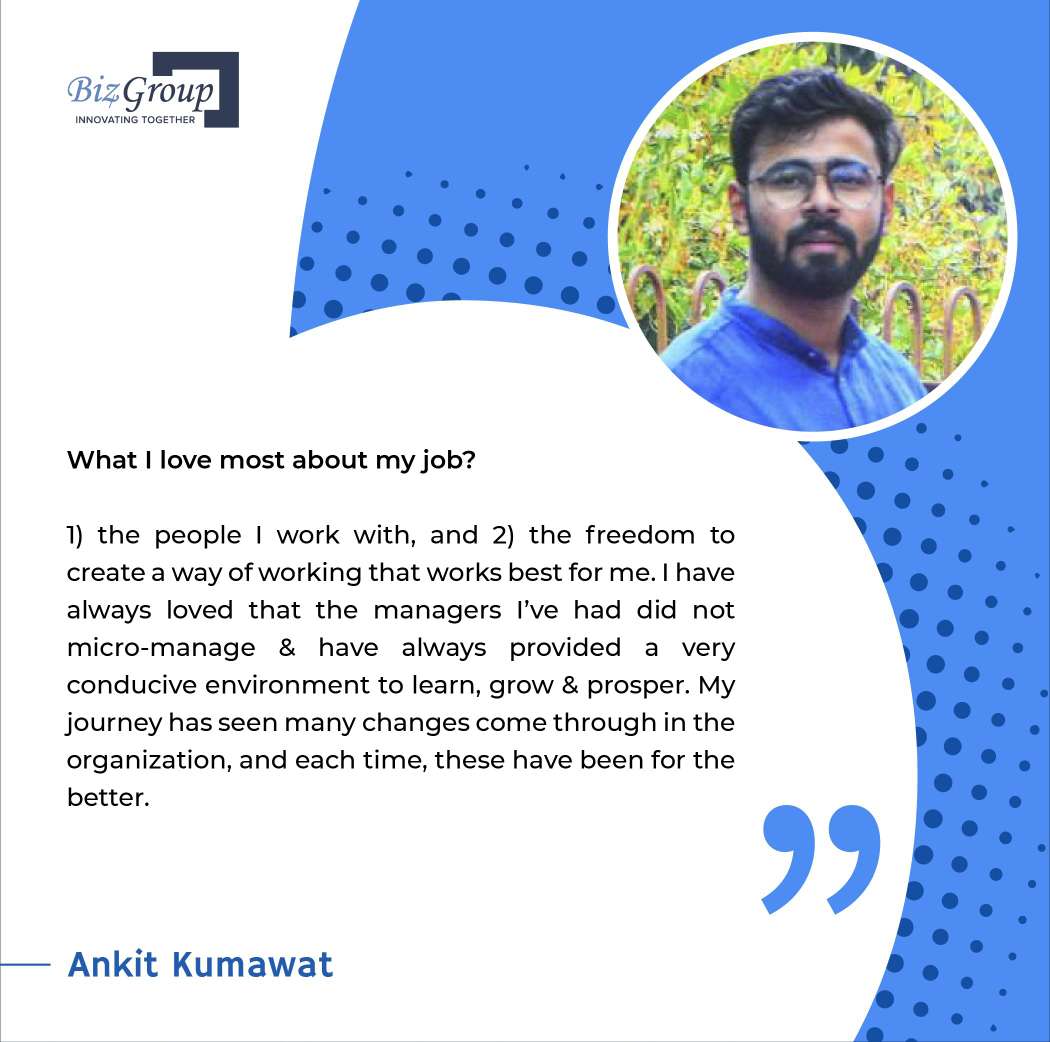 BizGroup
INNOVATING TOGETHER
What I love most about my job?
1) the people I work with, and 2) the freedom to
create a way of working that works best for me. I have
always loved that the managers I’ve had did not
micro-manage & have always provided a very
conducive environment to learn, grow & prosper. My
journey has seen many changes come through in the
organization, and each time, these have been for the
better.
”
Ankit Kumawat